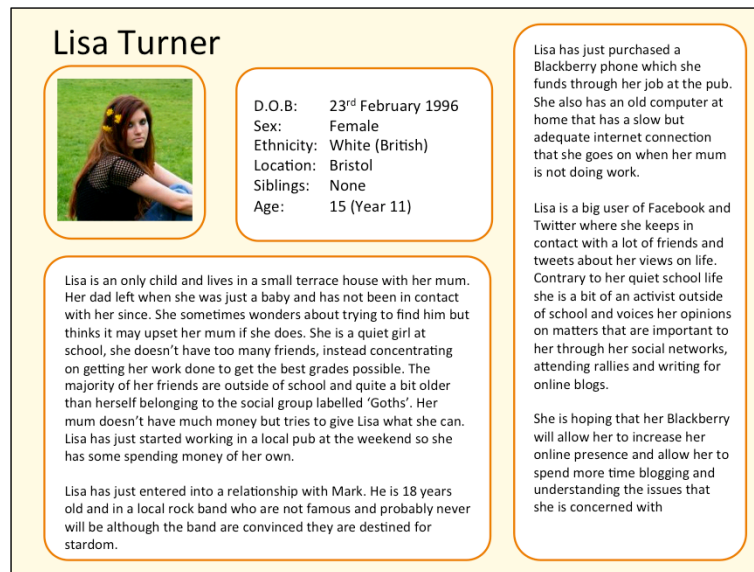 Lisa Turner
D.O.B: 23rd February 1996
Sex: Female
Ethnicity: White (British)
Location: Bristol
Siblings: None
Age: 15 (Year 11)
Lisa is an only child and lives in a small terrace house with her mum.
Her dad left when she was just a baby and has not been in contact
with her since. She sometimes wonders about trying to find him but
thinks it may upset her mum if she does. She is a quiet girl at
school, she doesn’t have too many friends, instead concentrating
on getting her work done to get the best grades possible. The
majority of her friends are outside of school and quite a bit older
than herself belonging to the social group labelled ‘Goths’. Her
mum doesn’t have much money but tries to give Lisa what she can.
Lisa has just started working in a local pub at the weekend so she
has some spending money of her own.
Lisa has just entered into a relationship with Mark. He is 18 years
old and in a local rock band who are not famous and probably never
will be although the band are convinced they are destined for
stardom.
Lisa has just purchased a
Blackberry phone which she
funds through her job at the pub.
She also has an old computer at
home that has a slow but
adequate internet connection
that she goes on when her mum
is not doing work.
Lisa is a big user of Facebook and
Twitter where she keeps in
contact with a lot of friends and
tweets about her views on life.
Contrary to her quiet school life
she is a bit of an activist outside
of school and voices her opinions
on matters that are important to
her through her social networks,
attending rallies and writing for
online blogs.
She is hoping that her Blackberry
will allow her to increase her
online presence and allow her to
spend more time blogging and
understanding the issues that
she is concerned with